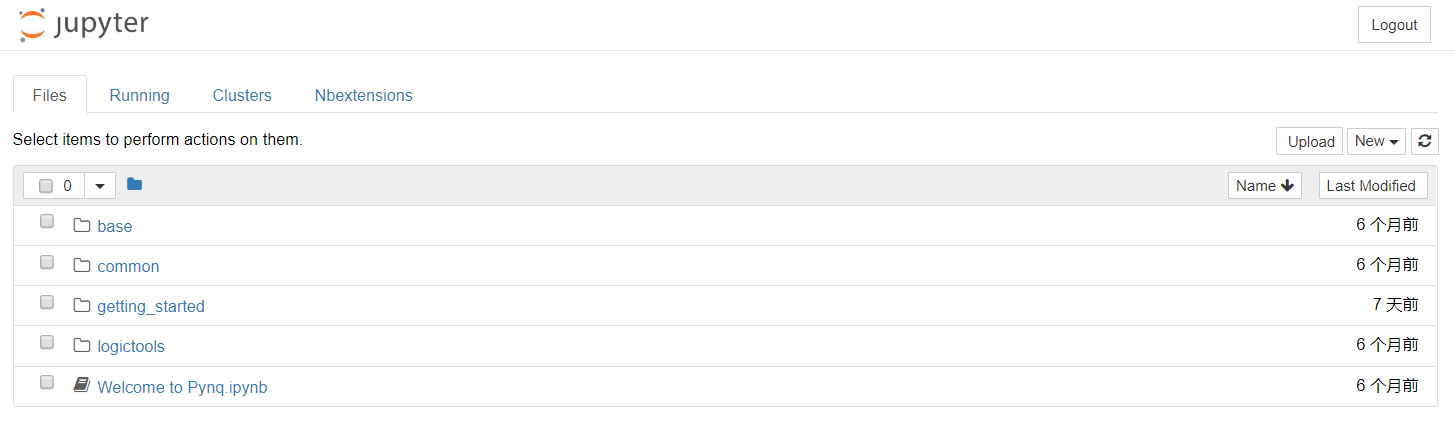 jupyter Logout
Files Running Clusters Nbextensions
Select items to perform actions on them. Upload New
0 Name Last Modified
base 6 个月前
common 6 个月前
getting_started 7 天前
logictools 6 个月前
Welcome to Pynq.ipynb 6 个月前